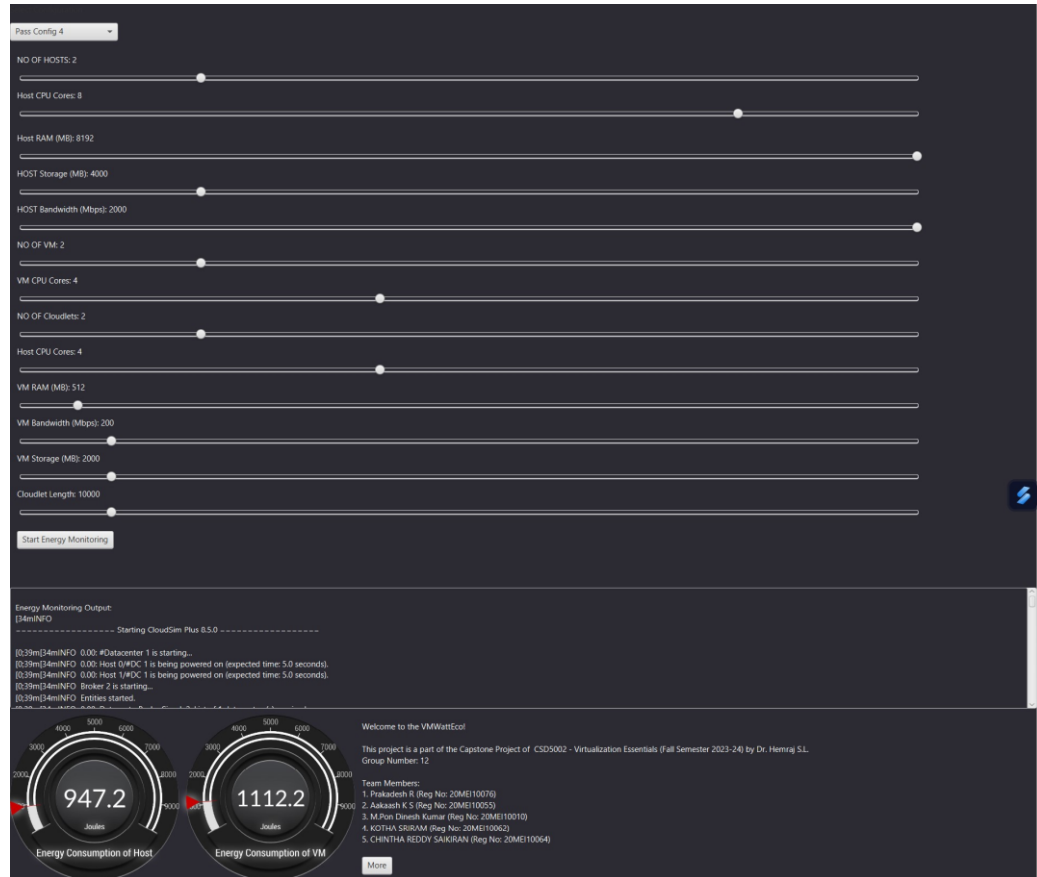 Pass Config 4
NO OF HOSTS: 2
Host CPU Cores: 8
Host RAM (MB): 8192
HOST Storage (MB): 4000
HOST Bandwidth (Mbps): 2000
NO OF VM: 2
VM CPU Cores: 4
NO OF Cloudlets: 2
Host CPU Cores: 4
VM RAM (MB): 512
VM Bandwidth (Mbps): 200
VM Storage (MB): 2000
Cloudlet Length: 10000
Start Energy Monitoring
Energy Monitoring Output:
[34mINFO
------------------ Starting CloudSim Plus 8.5.0 ------------------
[0;39m[34mINFO 0.00: #Datacenter 1 is starting...
[0;39m[34mINFO 0.00: Host 0/#DC 1 is being powered on (expected time: 5.0 seconds).
[0;39m[34mINFO 0.00: Host 1/#DC 1 is being powered on (expected time: 5.0 seconds).
[0;39m[34mINFO Broker 2 is starting...
[0;39m[34mINFO Entities started.
2000
3000
4000
5000
6000
7000
8000
9000
947.2
Joules
Energy Consumption of Host
2000
3000
4000
5000
6000
7000
8000
9000
1112.2
Joules
Energy Consumption of VM
Welcome to the VMWattEco!
This project is a part of the Capstone Project of CSD5002 - Virtualization Essentials (Fall Semester 2023-24) by Dr. Hemraj S.L.
Group Number: 12
Team Members:
1. Prakadesh R (Reg No: 20MEI10076)
2. Aakaash K S (Reg No: 20MEI10055)
3. M.Pon Dinesh Kumar (Reg No: 20MEI10010)
4. KOTHA SRIRAM (Reg No: 20MEI10062)
5. CHINTHA REDDY SAIKIRAN (Reg No: 20MEI10064)
More